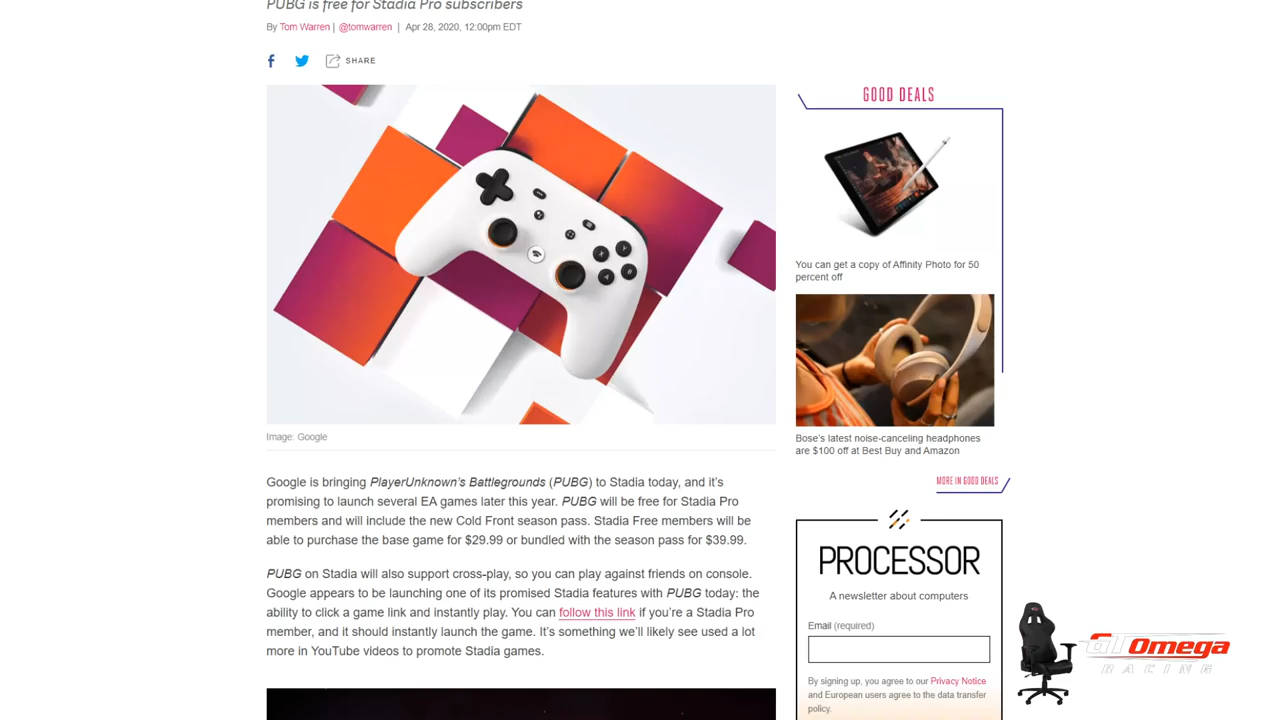 PUBG is free for Stadia Pro subscribers
By Tom Warren | @tomwarren | Apr 28, 2020, 12:00pm EDT
SHARE
Image: Google
Google is bringing PlayerUnknown's Battlegrounds (PUBG) to Stadia today, and it's
promising to launch several EA games later this year. PUBG will be free for Stadia Pro
members and will include the new Cold Front season pass. Stadia Free members will be
able to purchase the base game for $29.99 or bundled with the season pass for $39.99.
PUBG on Stadia will also support cross-play, so you can play against friends on console.
Google appears to be launching one of its promised Stadia features with PUBG today: the
ability to click a game link and instantly play. You can follow this link if you're a Stadia Pro
member, and it should instantly launch the game. It's something we'll likely see used a lot
more in YouTube videos to promote Stadia games.
GOOD DEALS
You can get a copy of Affinity Photo for 50
percent off
Bose's latest noise-canceling headphones
are $100 off at Best Buy and Amazon
MORE IN GOOD DEALS
PROCESSOR
A newsletter about computers
Email (required)
By signing up, you agree to our Privacy Notice
and European users agree to the data transfer
policy.
GT Omega
RACING